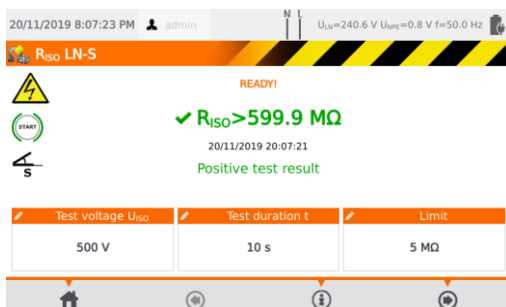 20/11/2019 8:07:23 PM admin N L ULN=240.6 V UNPE=0.8 V f=50.0 Hz
RISO LN-S
READY!
START
✔ RISO>599.9 MΩ
20/11/2019 20:07:21
S
Positive test result
Test voltage UISO Test duration t Limit
500 V 10 s 5 MΩ